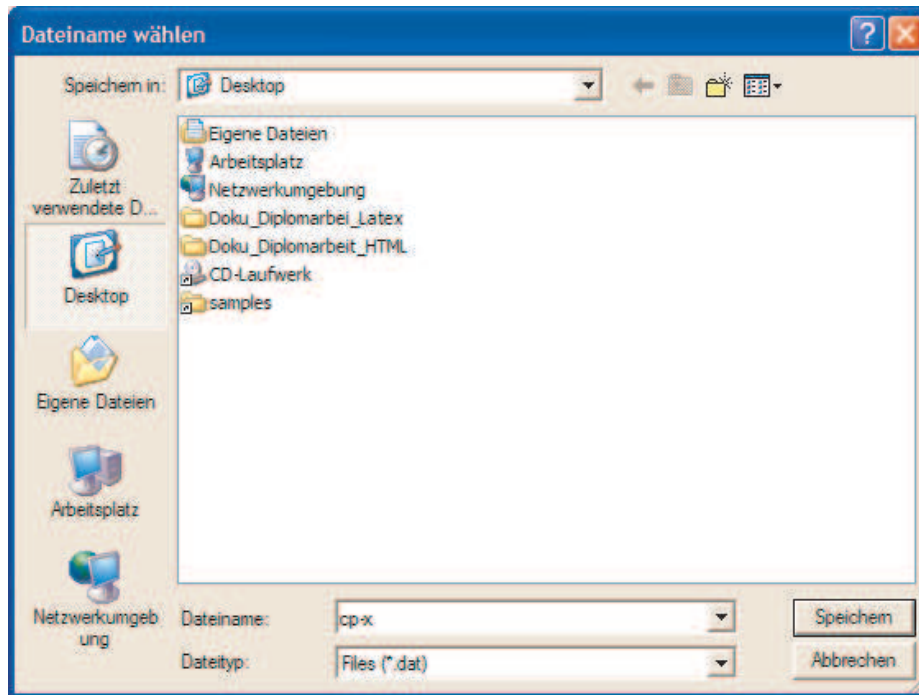 Dateiname wählen
Speichern in: Desktop
Eigene Dateien
Arbeitsplatz
Netzwerkumgebung
Doku_Diplomarbei_Latex
Doku_Diplomarbeit_HTML
CD-Laufwerk
samples
Zuletzt
verwendete D...
Desktop
Eigene Dateien
Arbeitsplatz
Netzwerkumgeb
ung
Dateiname: cp-x
Speichern
Dateityp: Files (*.dat)
Abbrechen